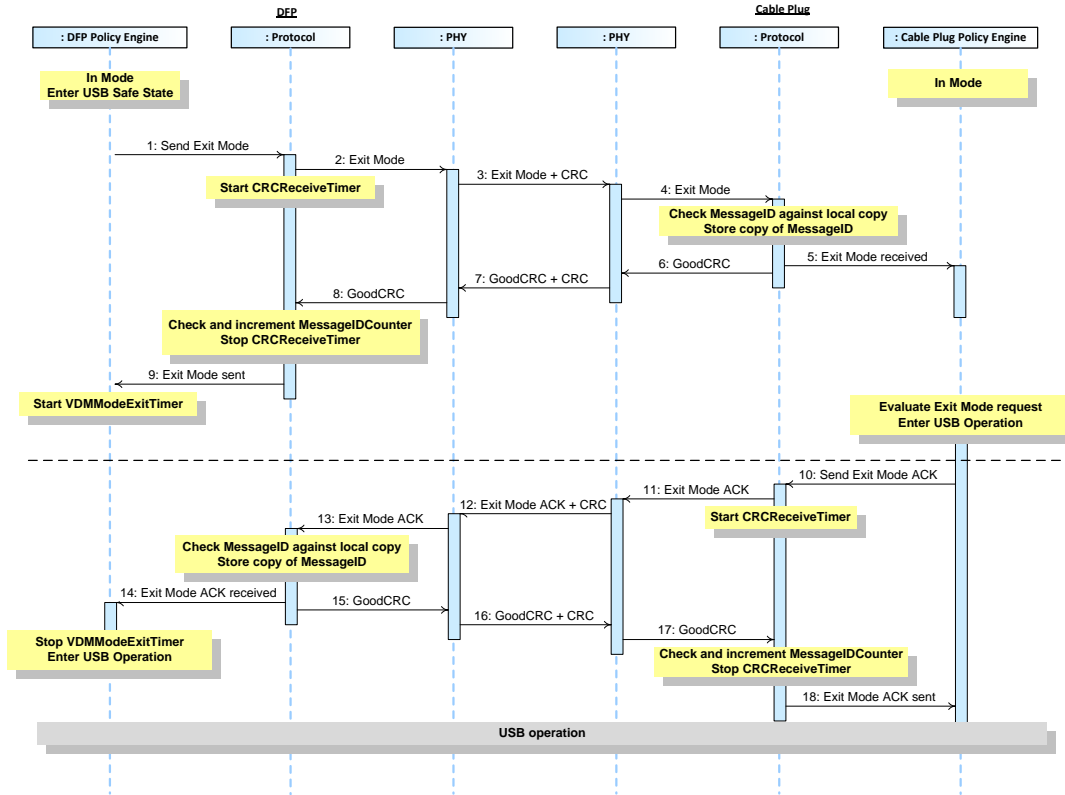 DFP
Cable Plug
: DFP Policy Engine
: Protocol
: PHY
: PHY
: Protocol
: Cable Plug Policy Engine
In Mode
Enter USB Safe State
In Mode
1: Send Exit Mode
2: Exit Mode
Start CRCReceiveTimer
3: Exit Mode + CRC
4: Exit Mode
Check MessageID against local copy
Store copy of MessageID
5: Exit Mode received
6: GoodCRC
7: GoodCRC + CRC
8: GoodCRC
Check and increment MessageIDCounter
Stop CRCReceiveTimer
9: Exit Mode sent
Start VDMModeExitTimer
Evaluate Exit Mode request
Enter USB Operation
10: Send Exit Mode ACK
11: Exit Mode ACK
Start CRCReceiveTimer
12: Exit Mode ACK + CRC
13: Exit Mode ACK
Check MessageID against local copy
Store copy of MessageID
14: Exit Mode ACK received
15: GoodCRC
16: GoodCRC + CRC
17: GoodCRC
Stop VDMModeExitTimer
Enter USB Operation
Check and increment MessageIDCounter
Stop CRCReceiveTimer
18: Exit Mode ACK sent
USB operation